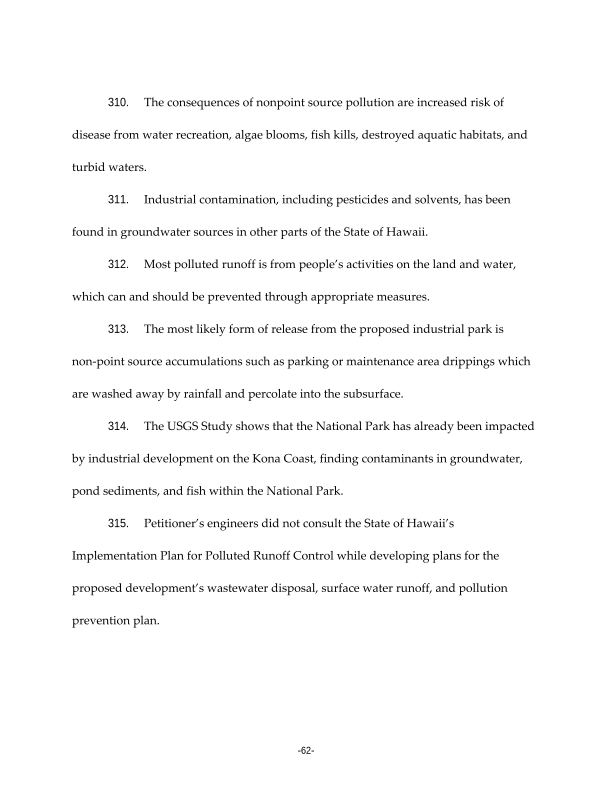 310. The consequences of nonpoint source pollution are increased risk of
disease from water recreation, algae blooms, fish kills, destroyed aquatic habitats, and
turbid waters.
311. Industrial contamination, including pesticides and solvents, has been
found in groundwater sources in other parts of the State of Hawaii.
312. Most polluted runoff is from people’s activities on the land and water,
which can and should be prevented through appropriate measures.
313. The most likely form of release from the proposed industrial park is
non-point source accumulations such as parking or maintenance area drippings which
are washed away by rainfall and percolate into the subsurface.
314. The USGS Study shows that the National Park has already been impacted
by industrial development on the Kona Coast, finding contaminants in groundwater,
pond sediments, and fish within the National Park.
315. Petitioner’s engineers did not consult the State of Hawaii’s
Implementation Plan for Polluted Runoff Control while developing plans for the
proposed development’s wastewater disposal, surface water runoff, and pollution
prevention plan.
-62-